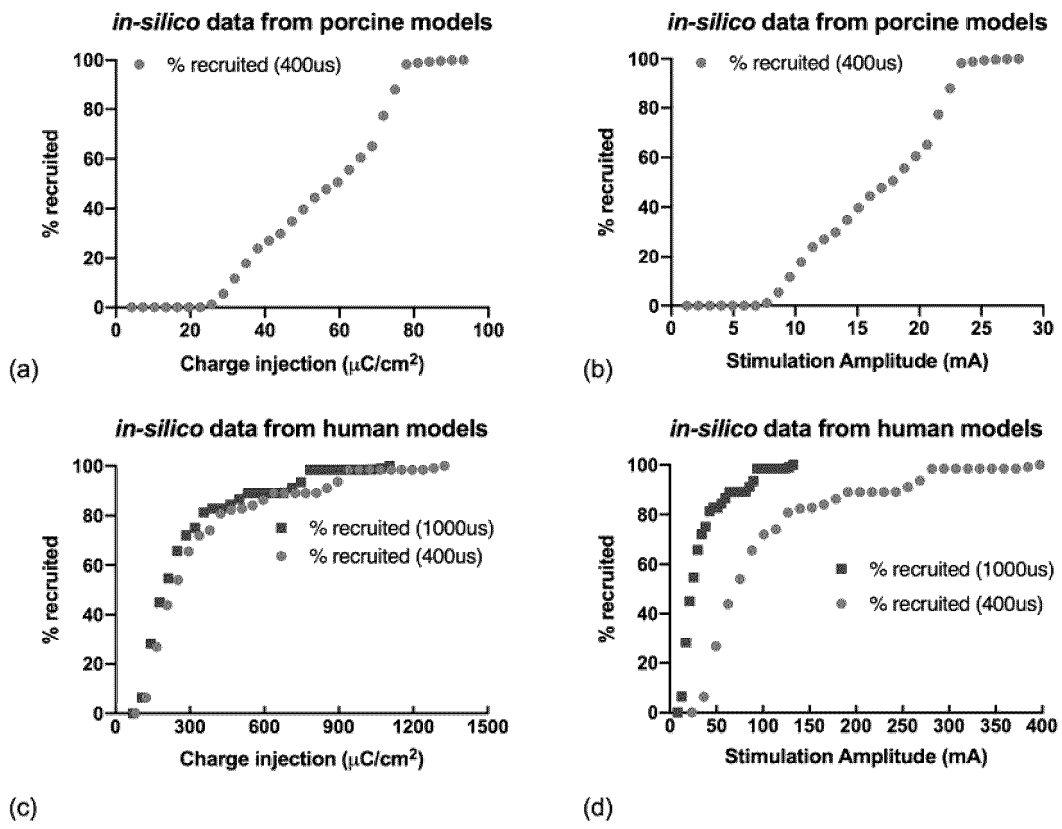 in-silico data from porcine models
% recruited (400us)
% recruited
100
80
60
40
20
0
0 20 40 60 80 100
Charge injection (μC/cm²)
(a)
in-silico data from porcine models
% recruited (400us)
% recruited
100
80
60
40
20
0
0 5 10 15 20 25 30
Stimulation Amplitude (mA)
(b)
in-silico data from human models
% recruited (1000us)
% recruited (400us)
% recruited
100
80
60
40
20
0
0 300 600 900 1200 1500
Charge injection (μC/cm²)
(c)
in-silico data from human models
% recruited (1000us)
% recruited (400us)
% recruited
100
80
60
40
20
0
0 50 100 150 200 250 300 350 400
Stimulation Amplitude (mA)
(d)